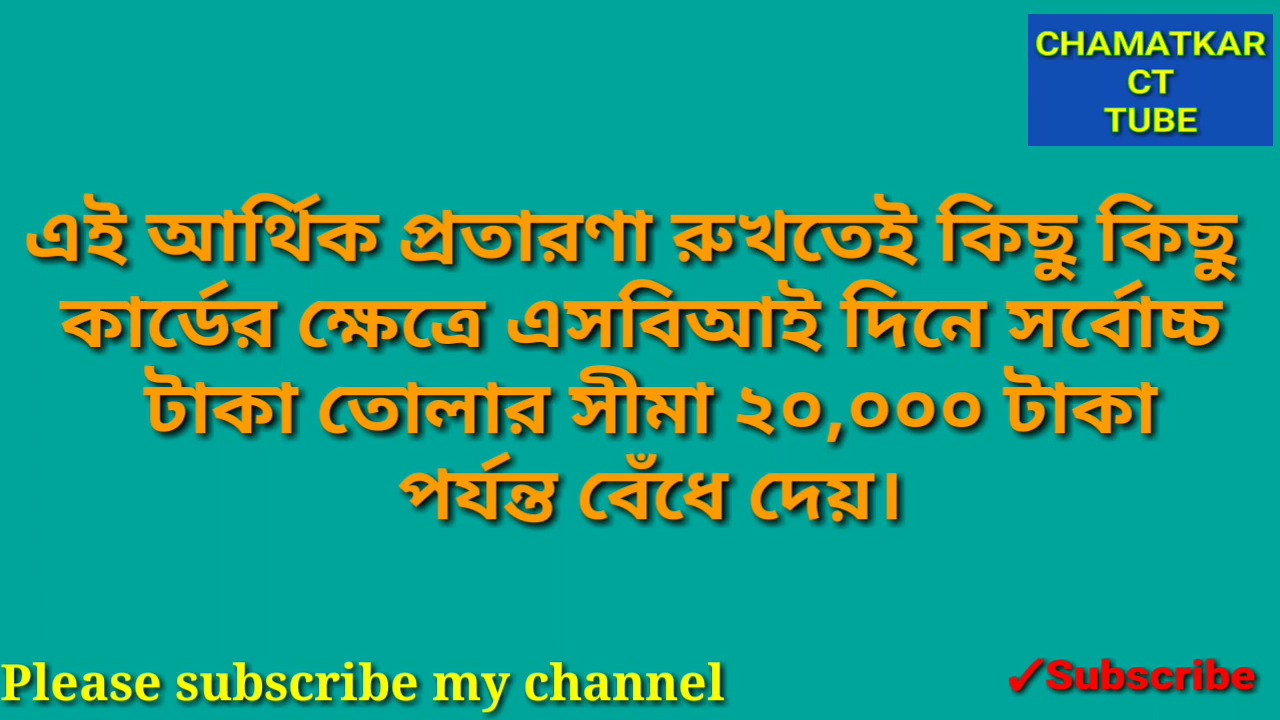 CHAMATKAR
CT
TUBE
এই আর্থিক প্রতারণা রুখতেই কিছু কিছু
কার্ডের ক্ষেত্রে এসবিআই দিনে সর্বোচ্চ
টাকা তোলার সীমা ২০,০০০ টাকা
পর্যন্ত বেঁধে দেয়।
Please subscribe my channel
✓Subscribe